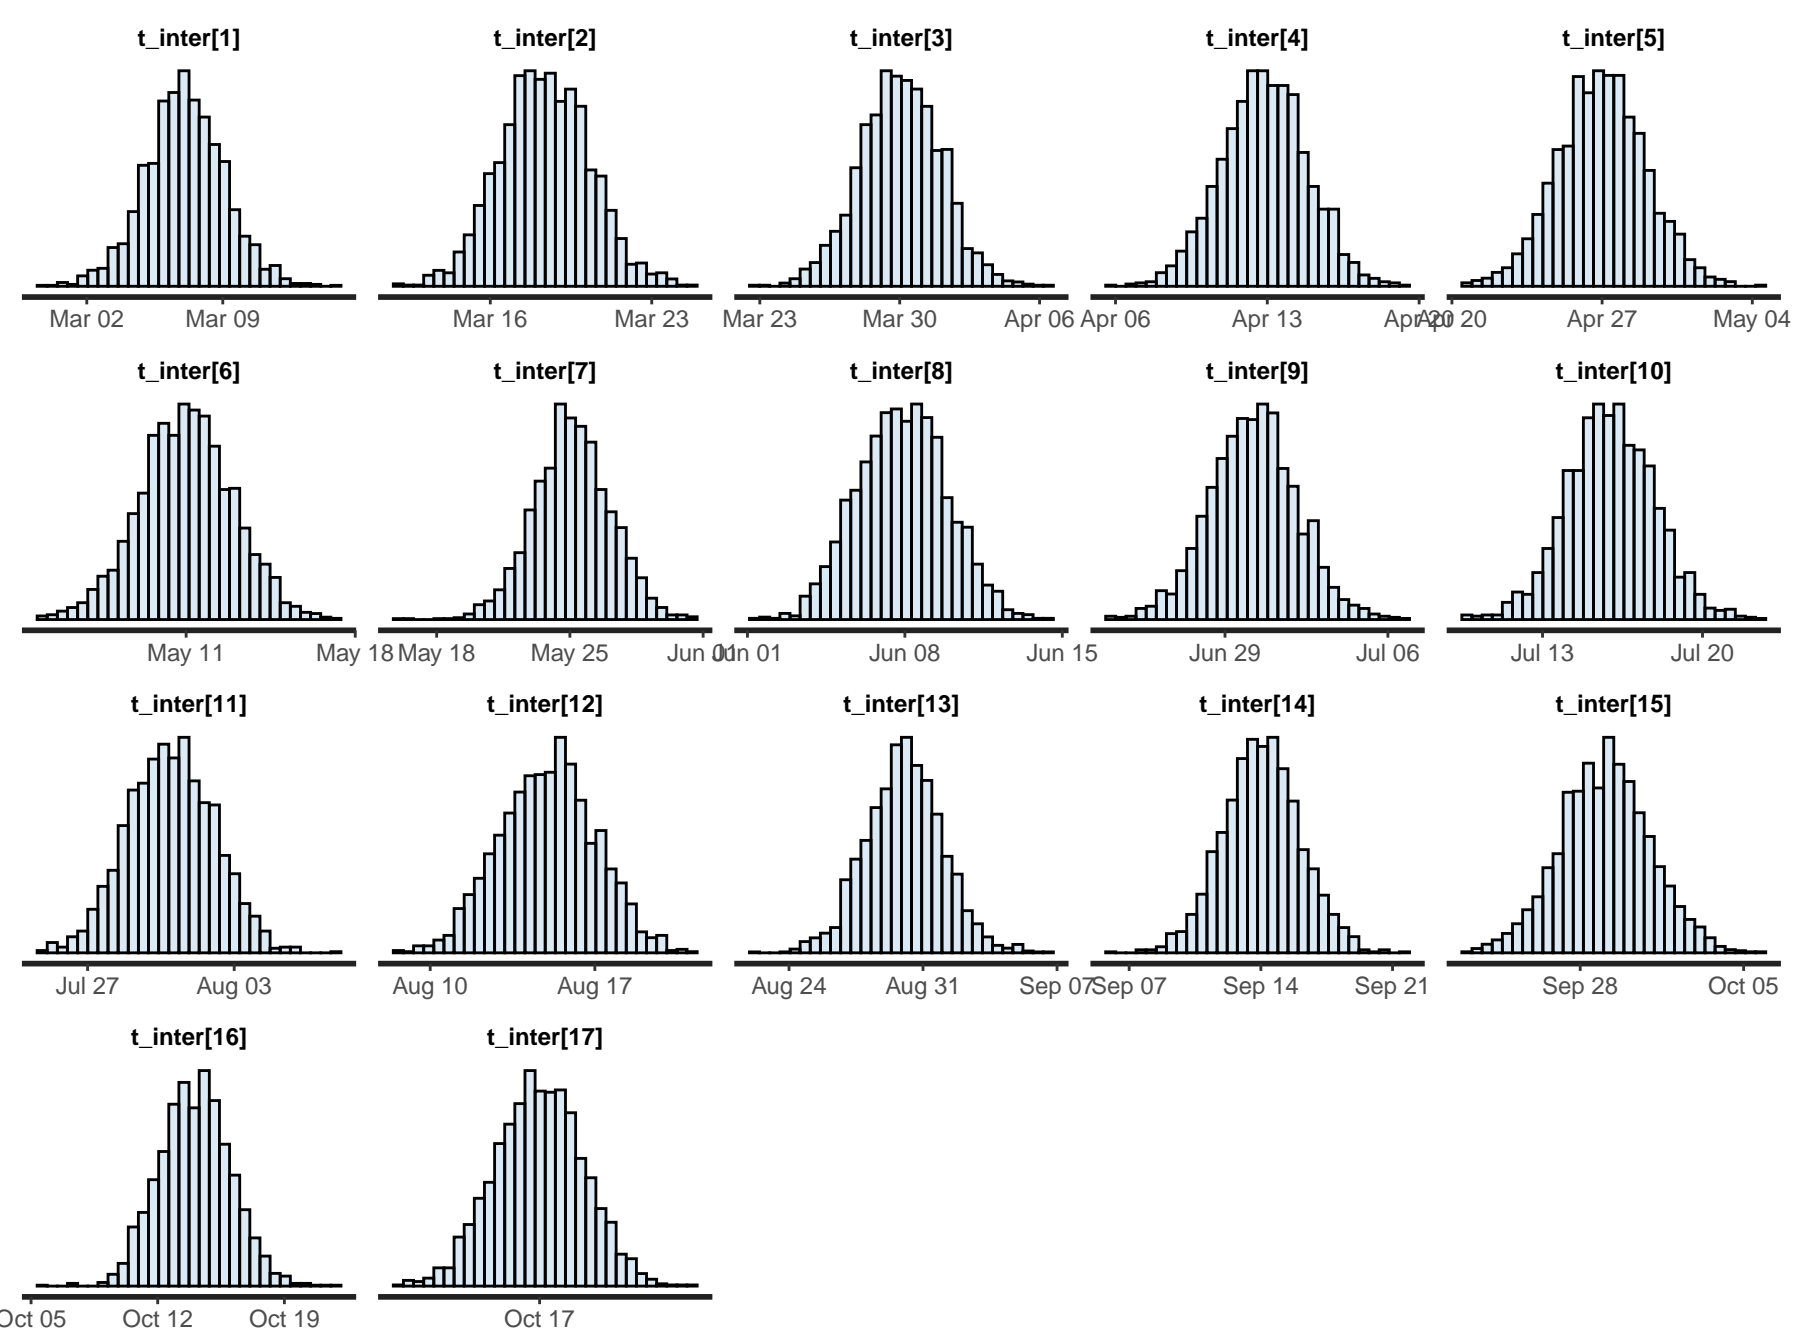 t_inter[1] t_inter[2] t_inter[3] t_inter[4] t_inter[5]
Mar 02 Mar 09 Mar 16 Mar 23 Mar 23 Mar 30 Apr 06 Apr 06 Apr 13 Apr 20 Apr 20 Apr 27 May 04
t_inter[6] t_inter[7] t_inter[8] t_inter[9] t_inter[10]
May 11 May 18 May 18 May 25 Jun 01 Jun 01 Jun 08 Jun 15 Jun 29 Jul 06 Jul 13 Jul 20
t_inter[11] t_inter[12] t_inter[13] t_inter[14] t_inter[15]
Jul 27 Aug 03 Aug 10 Aug 17 Aug 24 Aug 31 Sep 07 Sep 07 Sep 14 Sep 21 Sep 28 Oct 05
t_inter[16] t_inter[17]
Oct 05 Oct 12 Oct 19 Oct 17